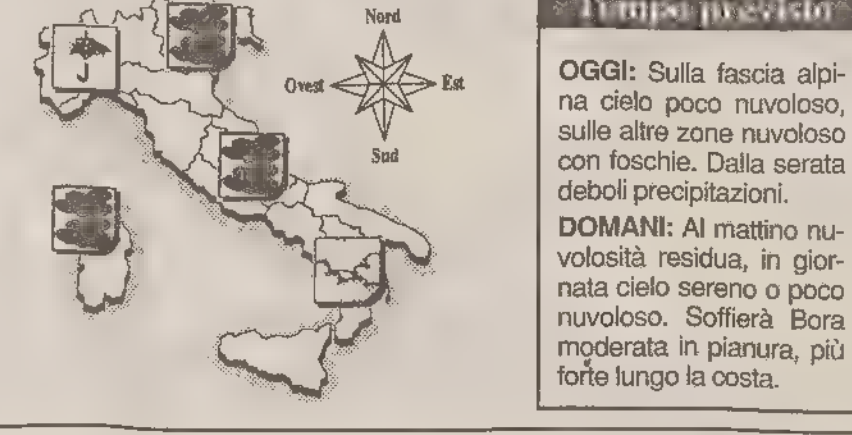 Nord
Ovest
Est
Sud
Tempo previsto
OGGI: Sulla fascia alpi-
na cielo poco nuvoloso,
sulle altre zone nuvoloso
con foschie. Dalla serata
deboli precipitazioni.
DOMANI: Al mattino nu-
volosità residua, in gior-
nata cielo sereno o poco
nuvoloso. Soffierà Bora
moderata in pianura, più
forte lungo la costa.